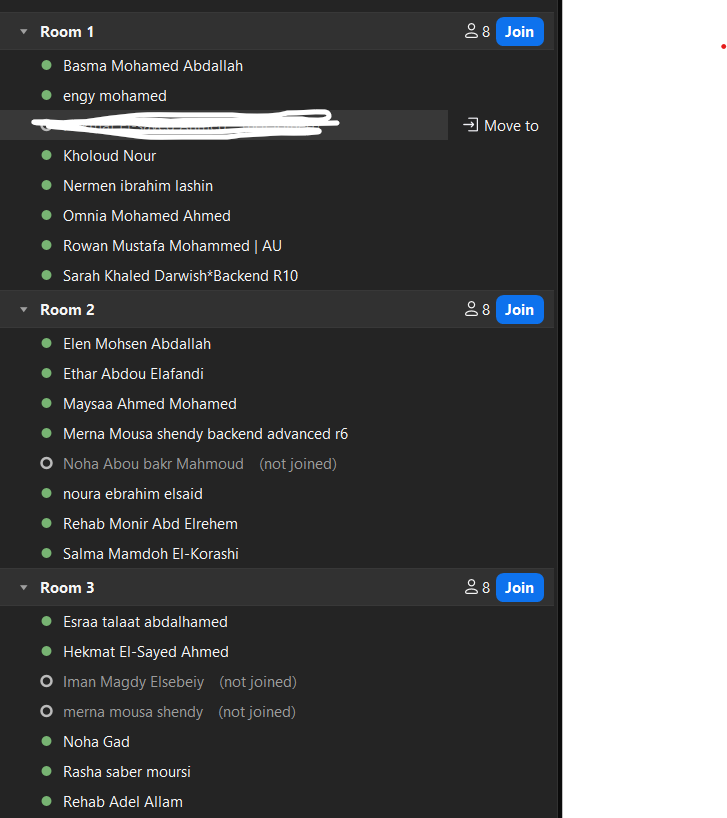 Room 1 8 Join
Basma Mohamed Abdallah
engy mohamed
Move to
Kholoud Nour
Nermen ibrahim lashin
Omnia Mohamed Ahmed
Rowan Mustafa Mohammed | AU
Sarah Khaled Darwish*Backend R10
Room 2 8 Join
Elen Mohsen Abdallah
Ethar Abdou Elafandi
Maysaa Ahmed Mohamed
Merna Mousa shendy backend advanced r6
Noha Abou bakr Mahmoud (not joined)
noura ebrahim elsaid
Rehab Monir Abd Elrehem
Salma Mamdoh El-Korashi
Room 3 8 Join
Esraa talaat abdalhamed
Hekmat El-Sayed Ahmed
Iman Magdy Elsebeiy (not joined)
merna mousa shendy (not joined)
Noha Gad
Rasha saber moursi
Rehab Adel Allam